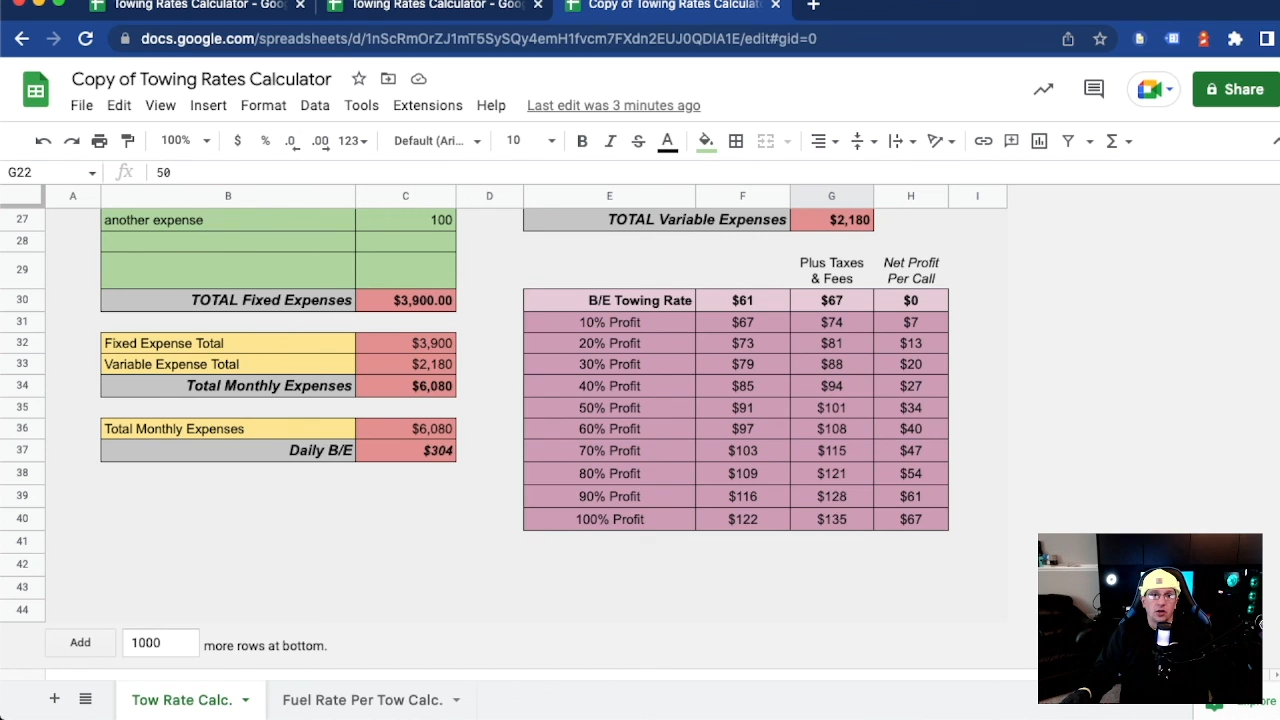 Towing Rates Calculator - Goo
Towing Rates Calculator - Goo
Copy of Towing Rates Calculat
docs.google.com/spreadsheets/d/1nScRmOrZJ1mT5SySQy4emH1fvcm7FXdn2EUJ0QDIA1E/edit#gid=0
Copy of Towing Rates Calculator
File Edit View Insert Format Data Tools Extensions Help Last edit was 3 minutes ago
Share
100% $ % .0 .00 123 Default (Ari... 10 B I S A Σ
G22 fx 50
A B C D E F G H I
27 another expense 100 TOTAL Variable Expenses $2,180
28
29 Plus Taxes & Fees Net Profit Per Call
30 TOTAL Fixed Expenses $3,900.00 B/E Towing Rate $61 $67 $0
31 10% Profit $67 $74 $7
32 Fixed Expense Total $3,900 20% Profit $73 $81 $13
33 Variable Expense Total $2,180 30% Profit $79 $88 $20
34 Total Monthly Expenses $6,080 40% Profit $85 $94 $27
35 50% Profit $91 $101 $34
36 Total Monthly Expenses $6,080 60% Profit $97 $108 $40
37 Daily B/E $304 70% Profit $103 $115 $47
38 80% Profit $109 $121 $54
39 90% Profit $116 $128 $61
40 100% Profit $122 $135 $67
41
42
43
44
Add 1000 more rows at bottom.
Tow Rate Calc. Fuel Rate Per Tow Calc.
Explore